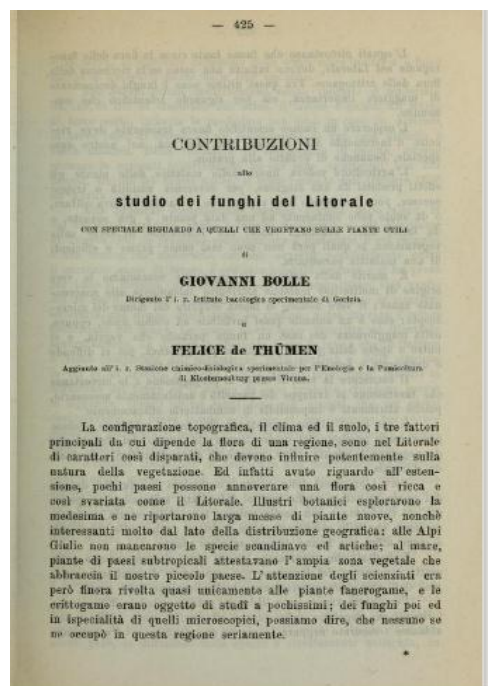 — 425 —
CONTRIBUZIONI
allo
studio dei funghi del Litorale
CON SPECIALE RIGUARDO A QUELLI CHE VEGETANO SULLE PIANTE UTILI
di
GIOVANNI BOLLE
Dirigente l' i. r. Istituto bacologico sperimentale di Gorizia
e
FELICE de THÜMEN
Aggiunto all' i. r. Stazione chimico-fisiologica sperimentale per l'Enologia e la Pomicoltura
di Klosterneuburg presso Vienna.
La configurazione topografica, il clima ed il suolo, i tre fattori
principali da cui dipende la flora di una regione, sono nel Litorale
di caratteri così disparati, che devono influire potentemente sulla
natura della vegetazione. Ed infatti avuto riguardo all' esten-
sione, pochi paesi possono annoverare una flora così ricca e
così svariata come il Litorale. Illustri botanici esplorarono la
medesima e ne riportarono larga messe di piante nuove, nonchè
interessanti molto dal lato della distribuzione geografica: alle Alpi
Giulie non mancarono le specie scandinave ed artiche; al mare,
piante di paesi subtropicali attestavano l' ampia zona vegetale che
abbraccia il nostro piccolo paese. L' attenzione degli scienziati era
però finora rivolta quasi unicamente alle piante fanerogame, e le
crittogame erano oggetto di studî a pochissimi; dei funghi poi ed
in ispecialità di quelli microscopici, possiamo dire, che nessuno se
ne occupò in questa regione seriamente.
*